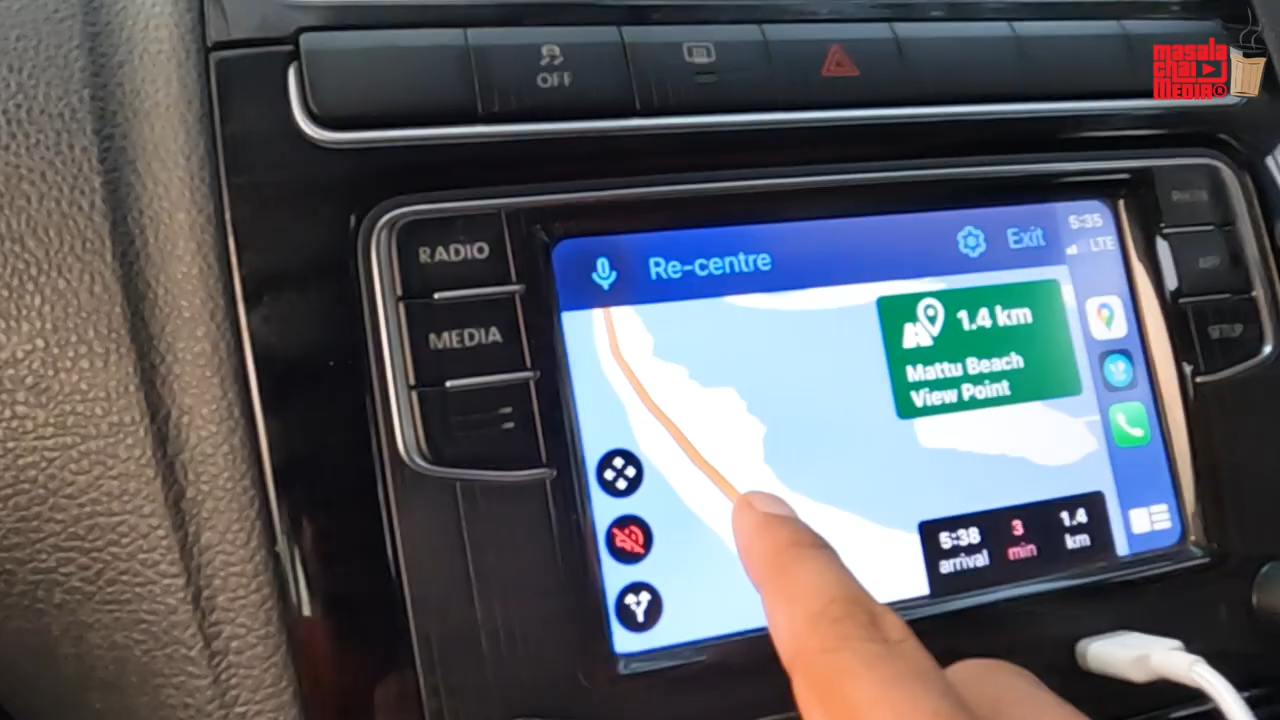 OFF
masala
chai
MEDIA
RADIO
MEDIA
Re-centre
Exit
5:35
LTE
1.4 km
Mattu Beach
View Point
5:38
arrival
3
min
1.4
km
SETUP